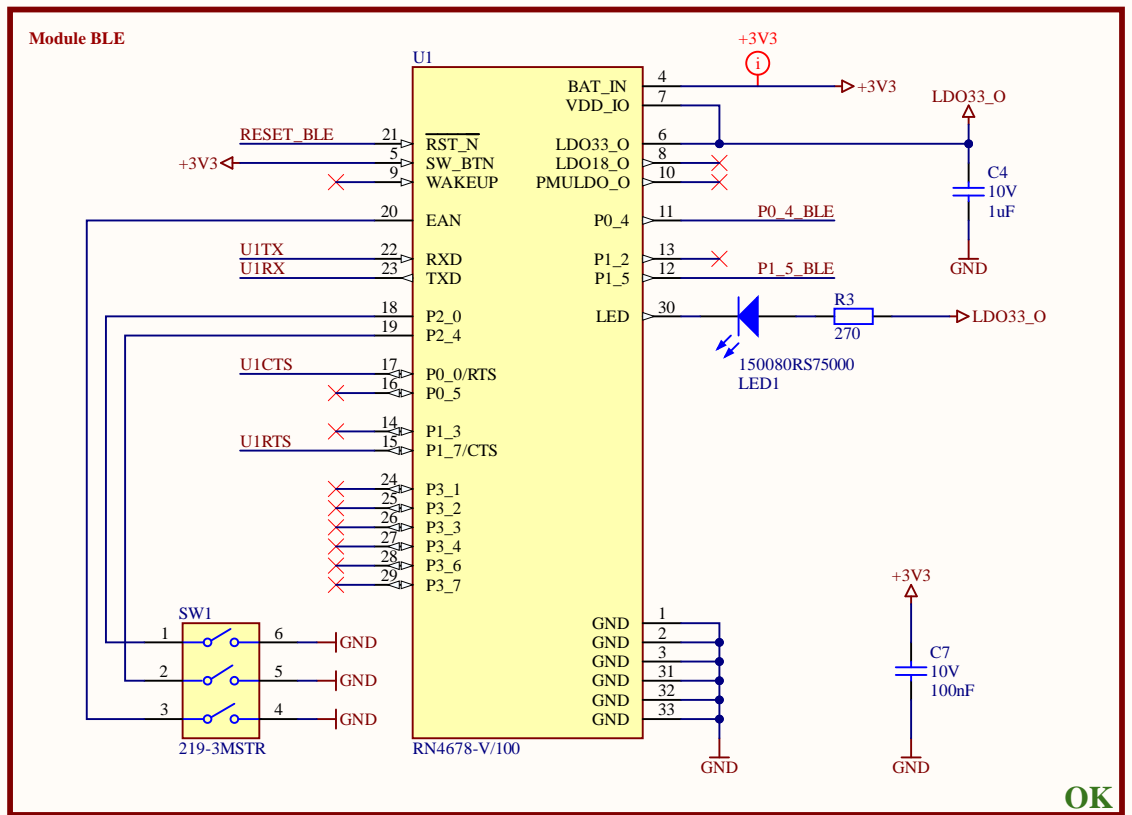 Module BLE
+3V3
i
U1
4
BAT_IN
+3V3
7
VDD_IO
LDO33_O
RESET_BLE
21
RST_N
LDO33_O
6
+3V3
5
SW_BTN
LDO18_O
8
9
WAKEUP
PMULDO_O
10
C4
10V
1uF
20
EAN
P0_4
11
P0_4_BLE
U1TX
22
RXD
P1_2
13
U1RX
23
TXD
P1_5
12
P1_5_BLE
GND
18
P2_0
LED
30
R3
270
LDO33_O
19
P2_4
150080RS75000
LED1
U1CTS
17
P0_0/RTS
16
P0_5
14
P1_3
U1RTS
15
P1_7/CTS
24
P3_1
25
P3_2
26
P3_3
27
P3_4
28
P3_6
29
P3_7
+3V3
C7
10V
100nF
GND
SW1
1
6
GND
2
5
GND
3
4
GND
219-3MSTR
GND
1
GND
2
GND
3
GND
31
GND
32
GND
33
RN4678-V/100
GND
OK